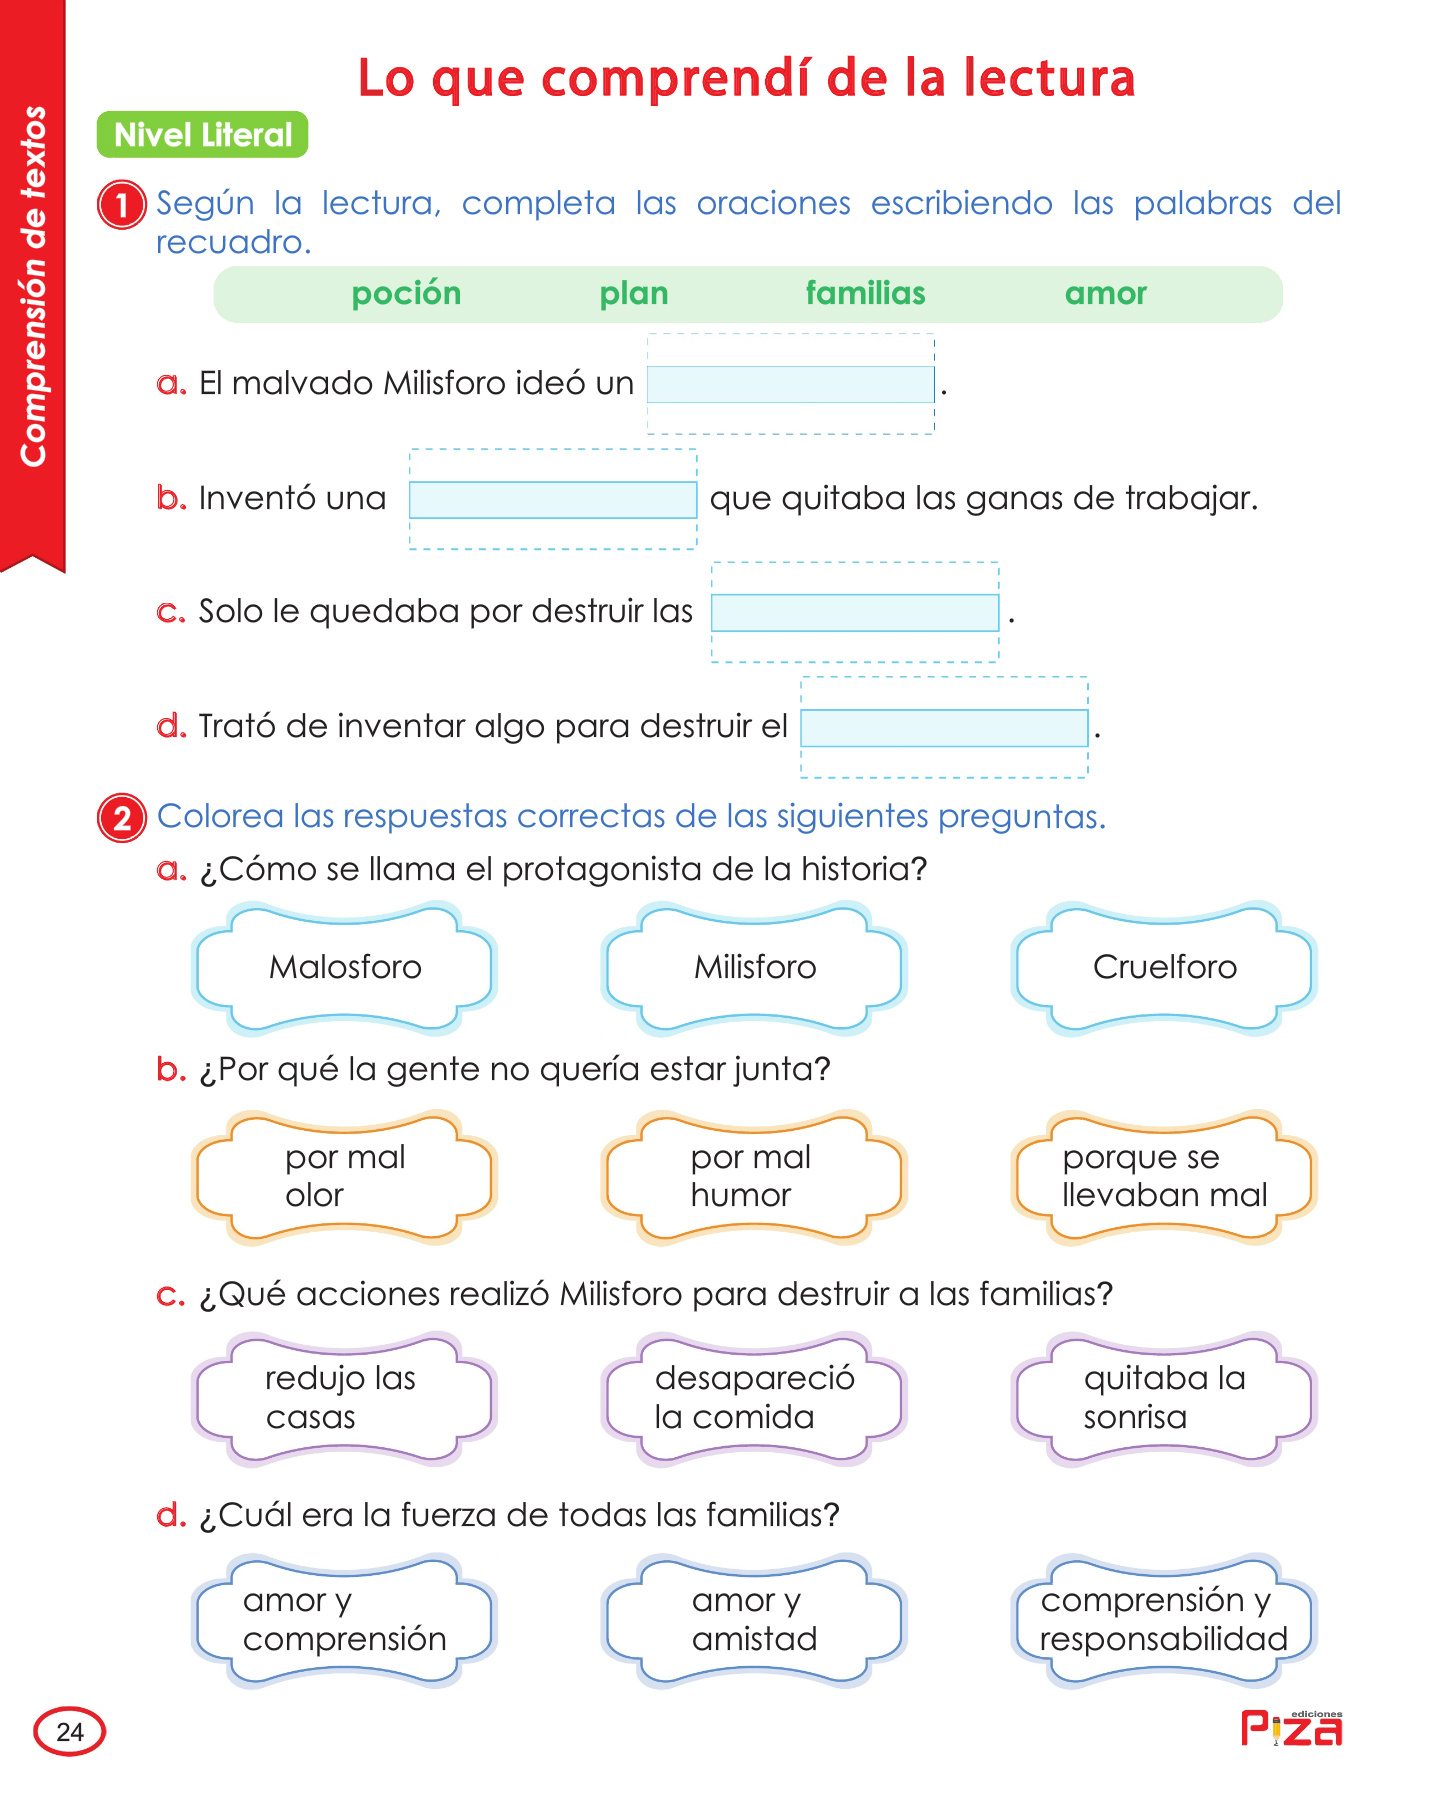 Comprensión de textos
Lo que comprendí de la lectura
Nivel Literal
1 Según la lectura, completa las oraciones escribiendo las palabras del
recuadro.
poción plan familias amor
a. El malvado Milisforo ideó un .
b. Inventó una que quitaba las ganas de trabajar.
c. Solo le quedaba por destruir las .
d. Trató de inventar algo para destruir el .
2 Colorea las respuestas correctas de las siguientes preguntas.
a. ¿Cómo se llama el protagonista de la historia?
Malosforo Milisforo Cruelforo
b. ¿Por qué la gente no quería estar junta?
por mal
olor
por mal
humor
porque se
llevaban mal
c. ¿Qué acciones realizó Milisforo para destruir a las familias?
redujo las
casas
desapareció
la comida
quitaba la
sonrisa
d. ¿Cuál era la fuerza de todas las familias?
amor y
comprensión
amor y
amistad
comprensión y
responsabilidad
24
ediciones
Piza